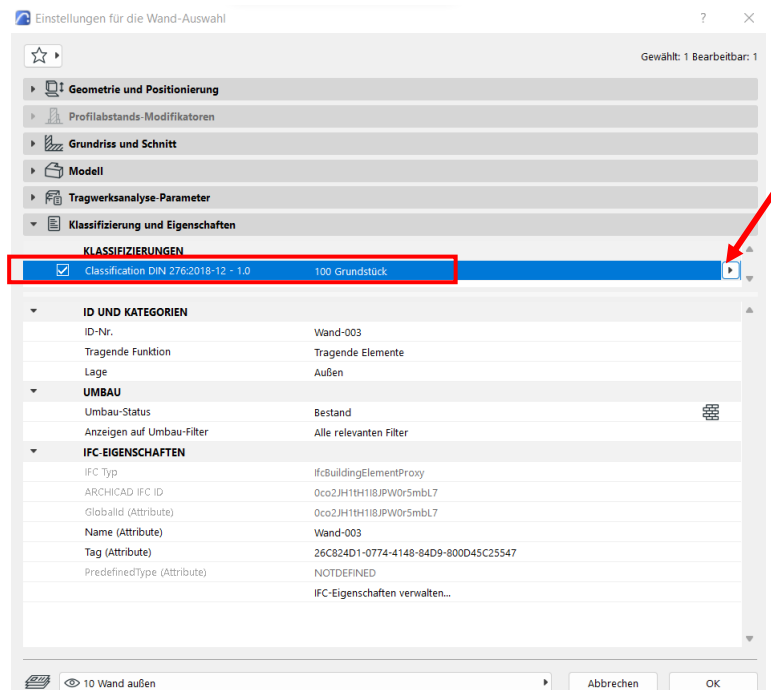 Einstellungen für die Wand-Auswahl ?
Gewählt: 1 Bearbeitbar: 1
Geometrie und Positionierung
Profilabstands-Modifikatoren
Grundriss und Schnitt
Modell
Tragwerksanalyse-Parameter
Klassifizierung und Eigenschaften
KLASSIFIZIERUNGEN
Classification DIN 276:2018-12 - 1.0 100 Grundstück
ID UND KATEGORIEN
ID-Nr. Wand-003
Tragende Funktion Tragende Elemente
Lage Außen
UMBAU
Umbau-Status Bestand
Anzeigen auf Umbau-Filter Alle relevanten Filter
IFC-EIGENSCHAFTEN
IFC Typ IfcBuildingElementProxy
ARCHICAD IFC ID 0co2JH1tH1I8JPW0r5mbL7
GlobalId (Attribute) 0co2JH1tH1I8JPW0r5mbL7
Name (Attribute) Wand-003
Tag (Attribute) 26C824D1-0774-4148-84D9-800D45C25547
PredefinedType (Attribute) NOTDEFINED
IFC-Eigenschaften verwalten...
10 Wand außen Abbrechen OK